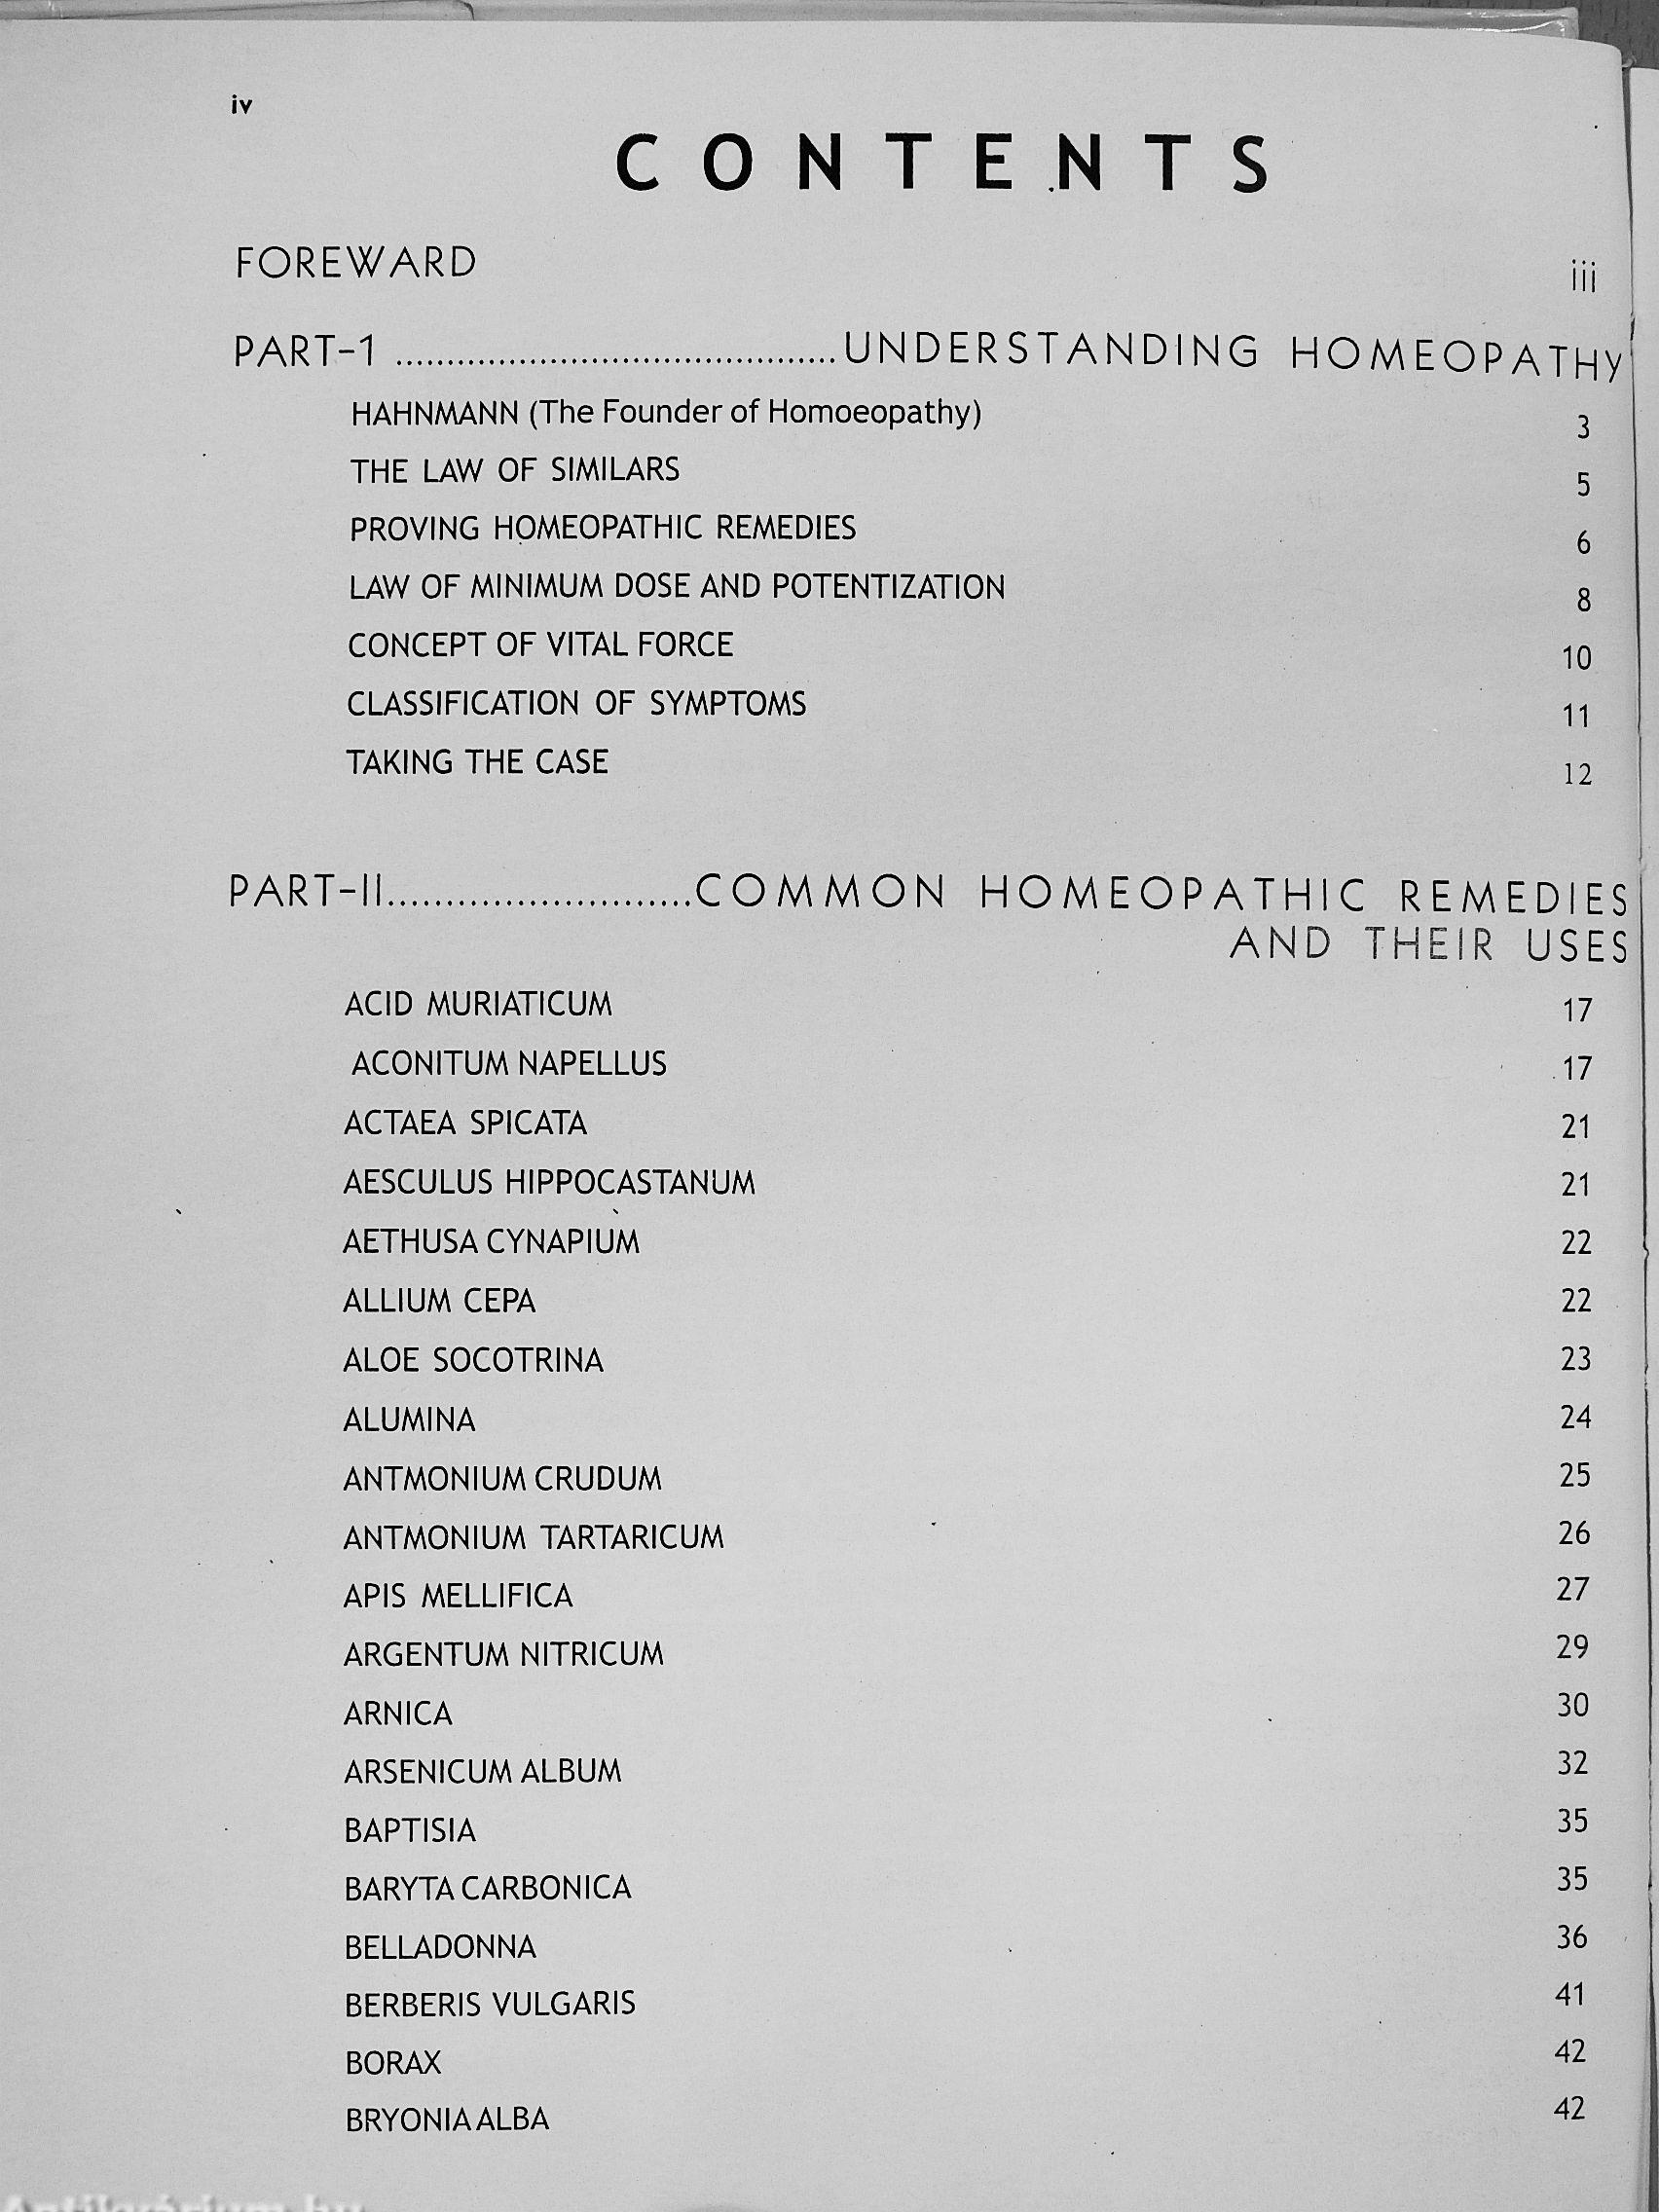 iv
CONTENTS
FOREWARD iii
PART-1 ...........................................UNDERSTANDING HOMEOPATHY
HAHNMANN (The Founder of Homoeopathy) 3
THE LAW OF SIMILARS 5
PROVING HOMEOPATHIC REMEDIES 6
LAW OF MINIMUM DOSE AND POTENTIZATION 8
CONCEPT OF VITAL FORCE 10
CLASSIFICATION OF SYMPTOMS 11
TAKING THE CASE 12
PART-II..........................COMMON HOMEOPATHIC REMEDIES
AND THEIR USES
ACID MURIATICUM 17
ACONITUM NAPELLUS 17
ACTAEA SPICATA 21
AESCULUS HIPPOCASTANUM 21
AETHUSA CYNAPIUM 22
ALLIUM CEPA 22
ALOE SOCOTRINA 23
ALUMINA 24
ANTMONIUM CRUDUM 25
ANTMONIUM TARTARICUM 26
APIS MELLIFICA 27
ARGENTUM NITRICUM 29
ARNICA 30
ARSENICUM ALBUM 32
BAPTISIA 35
BARYTA CARBONICA 35
BELLADONNA 36
BERBERIS VULGARIS 41
BORAX 42
BRYONIA ALBA 42